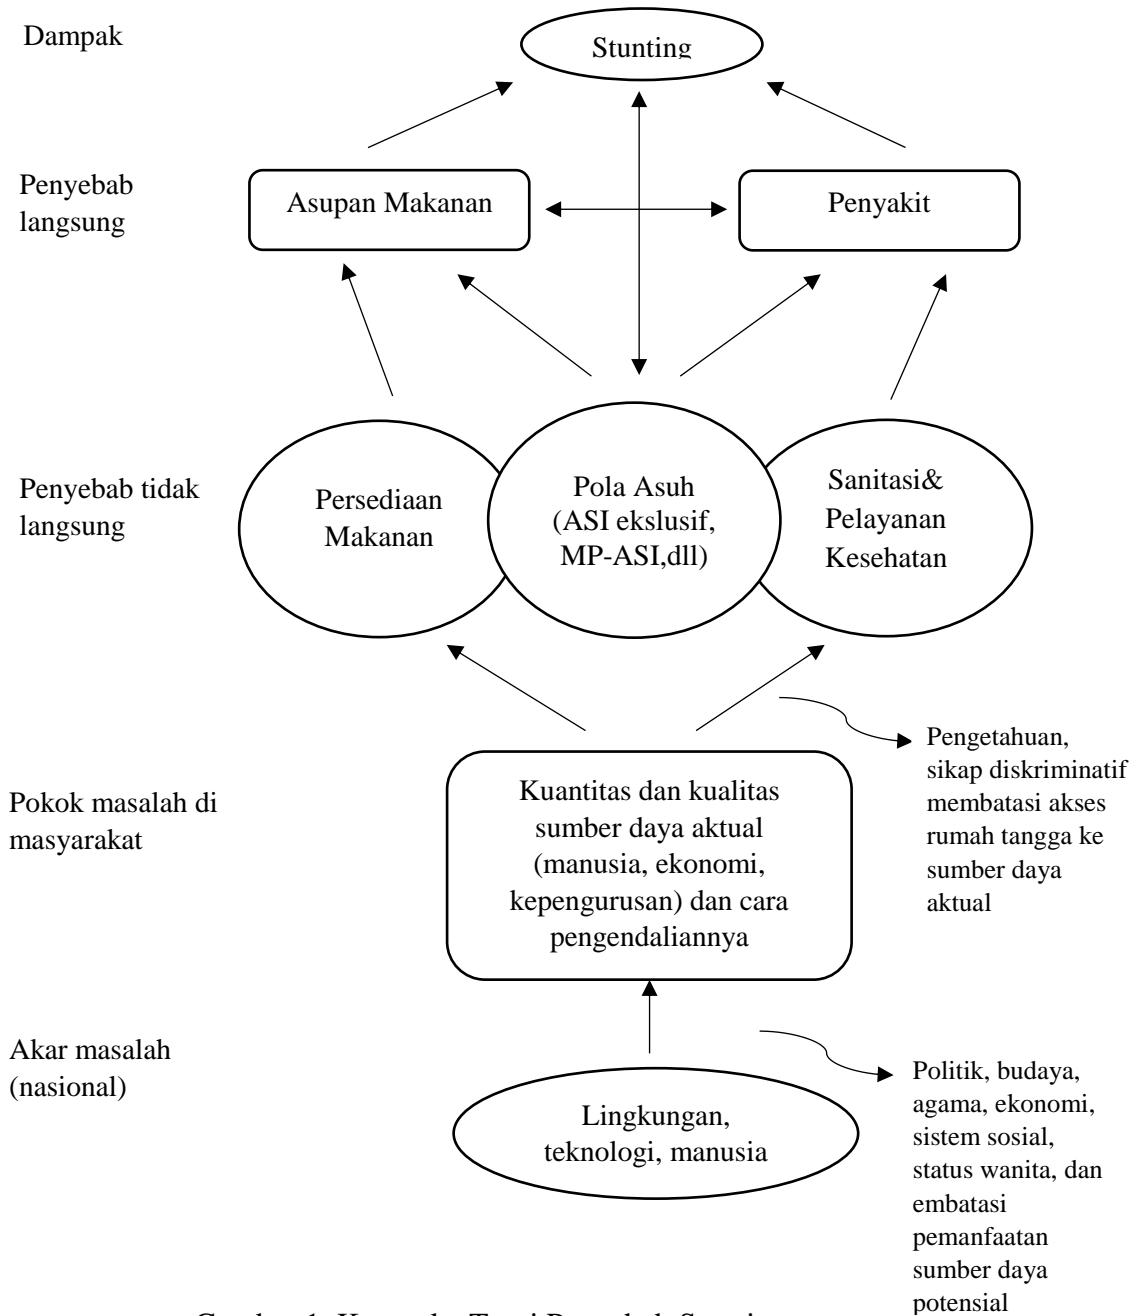 Dampak
Stunting
Penyebab
langsung
Asupan Makanan
Penyakit
Penyebab tidak
langsung
Persediaan
Makanan
Pola Asuh
(ASI ekslusif,
MP-ASI,dll)
Sanitasi&
Pelayanan
Kesehatan
Pokok masalah di
masyarakat
Kuantitas dan kualitas
sumber daya aktual
(manusia, ekonomi,
kepengurusan) dan cara
pengendaliannya
Pengetahuan,
sikap diskriminatif
membatasi akses
rumah tangga ke
sumber daya
aktual
Akar masalah
(nasional)
Lingkungan,
teknologi, manusia
Politik, budaya,
agama, ekonomi,
sistem sosial,
status wanita, dan
embatasi
pemanfaatan
sumber daya
potensial